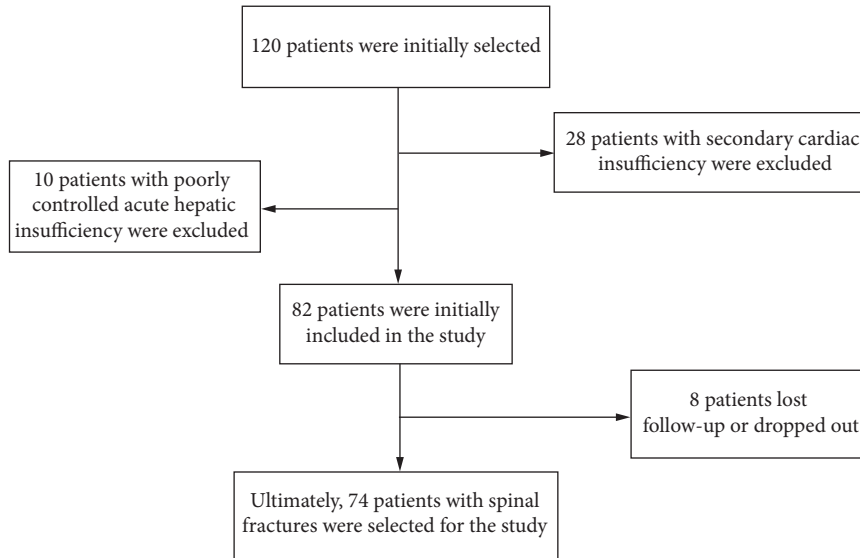 120 patients were initially selected
28 patients with secondary cardiac
insufficiency were excluded
10 patients with poorly
controlled acute hepatic
insufficiency were excluded
82 patients were initially
included in the study
8 patients lost
follow-up or dropped out
Ultimately, 74 patients with spinal
fractures were selected for the study